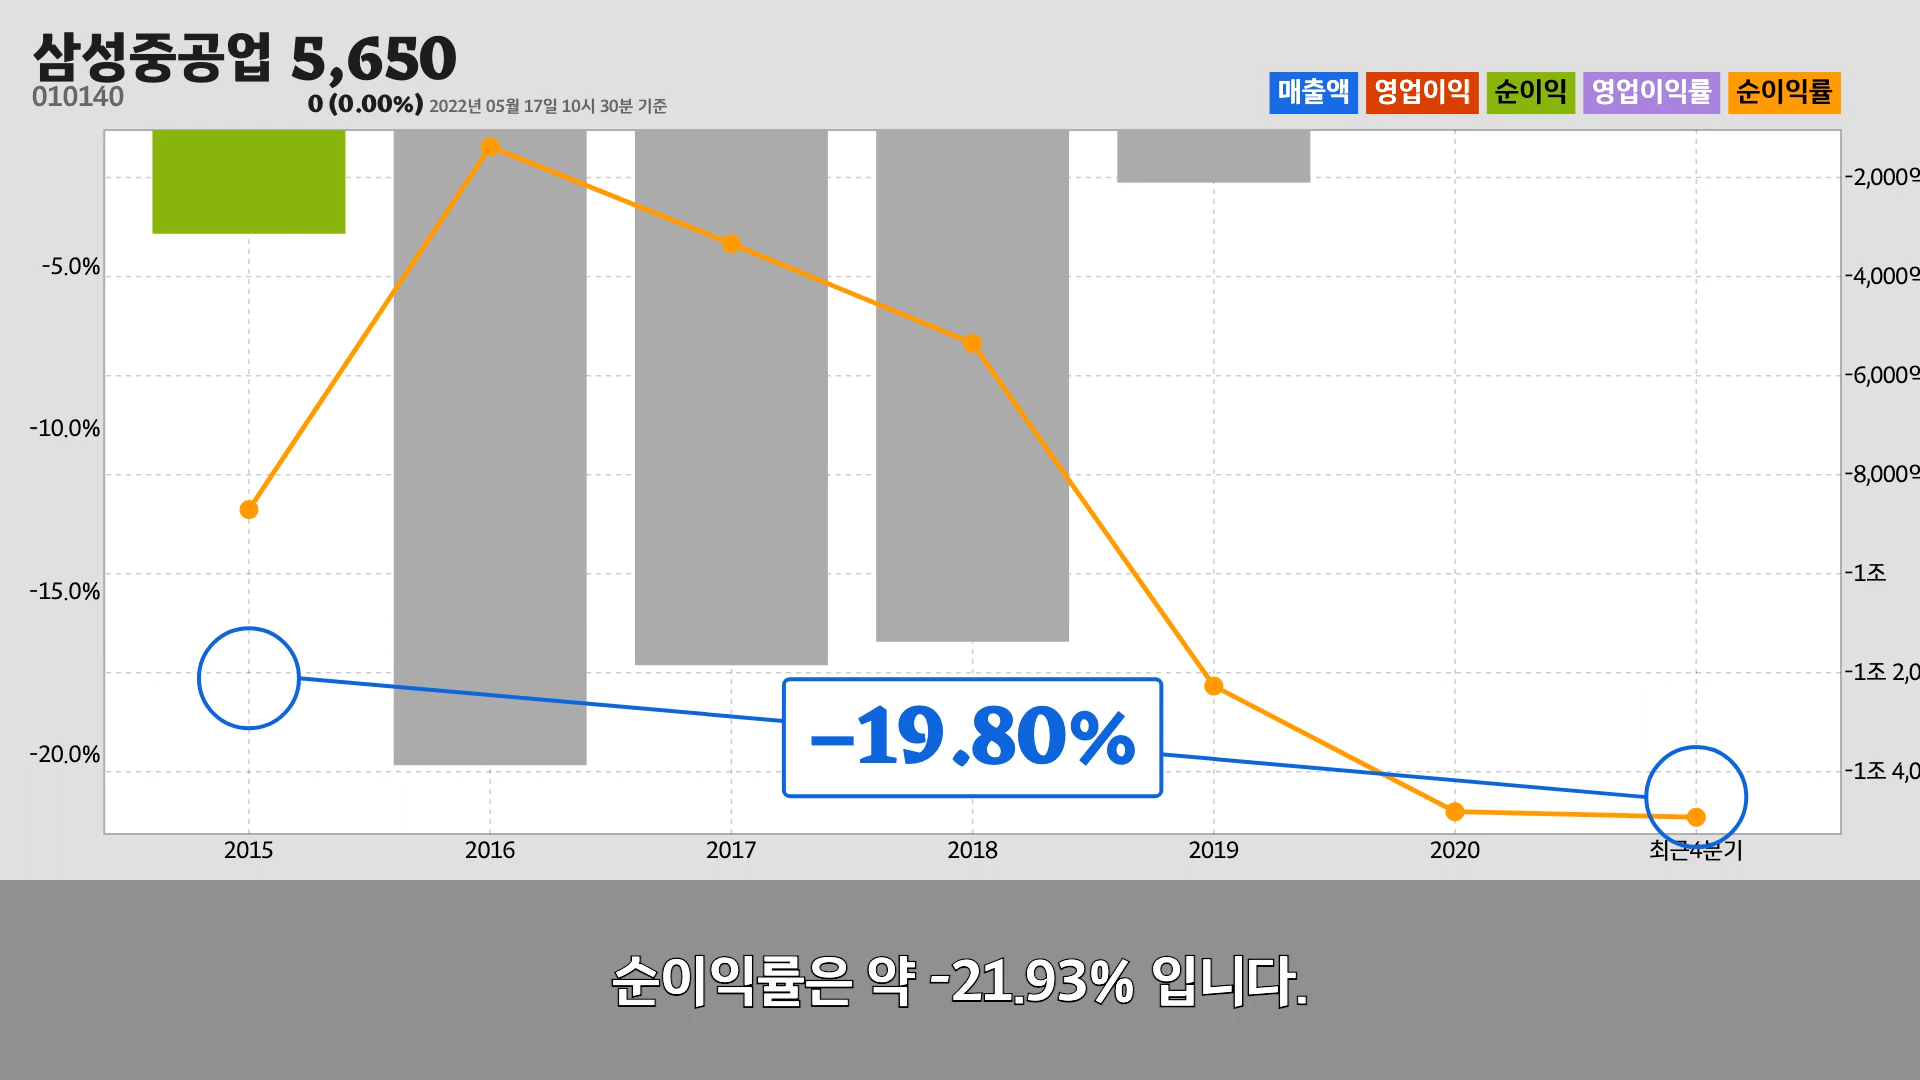 삼성중공업 5,650
010140
0 (0.00%) 2022년 05월 17일 10시 30분 기준
매출액 영업이익 순이익 영업이익률 순이익률
-5.0%
-10.0%
-15.0%
-20.0%
-2,000억
-4,000억
-6,000억
-8,000억
-1조
-1조 2,0
-1조 4,0
-19.80%
2015 2016 2017 2018 2019 2020 최근4분기
순이익률은 약 -21.93% 입니다.